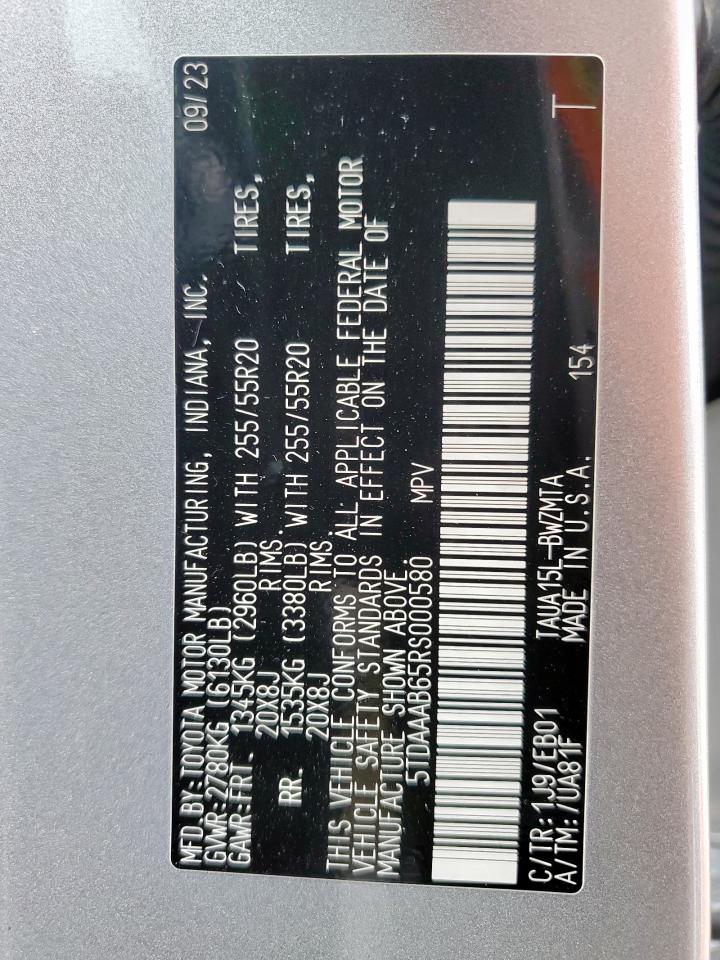 MFD.BY:TOYOTA MOTOR MANUFACTURING, INDIANA, INC. 09/23
GVWR:2780KG (6130LB)
GAWR:FRT. 1345KG (2960LB) WITH 255/55R20 TIRES,
20X8J RIMS.
RR. 1535KG (3380LB) WITH 255/55R20 TIRES,
20X8J RIMS
THIS VEHICLE CONFORMS TO ALL APPLICABLE FEDERAL MOTOR
VEHICLE SAFETY STANDARDS IN EFFECT ON THE DATE OF
MANUFACTURE SHOWN ABOVE.
5TDAAAB65RS000580 MPV
C/TR:1J9/EB01 TAUA15L-BWZMTA T
A/TM:/UA81F MADE IN U.S.A. 154